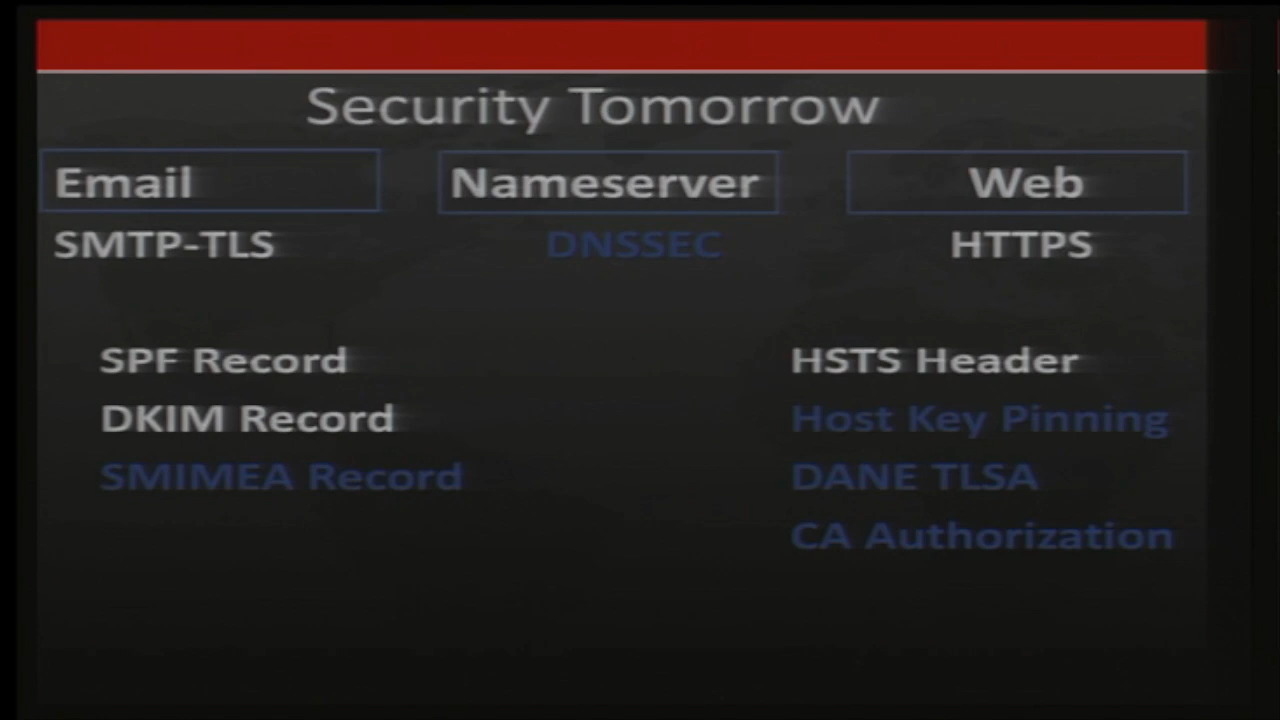 Security Tomorrow
Email Nameserver Web
SMTP-TLS DNSSEC HTTPS
SPF Record HSTS Header
DKIM Record Host Key Pinning
SMIMEA Record DANE TLSA
CA Authorization